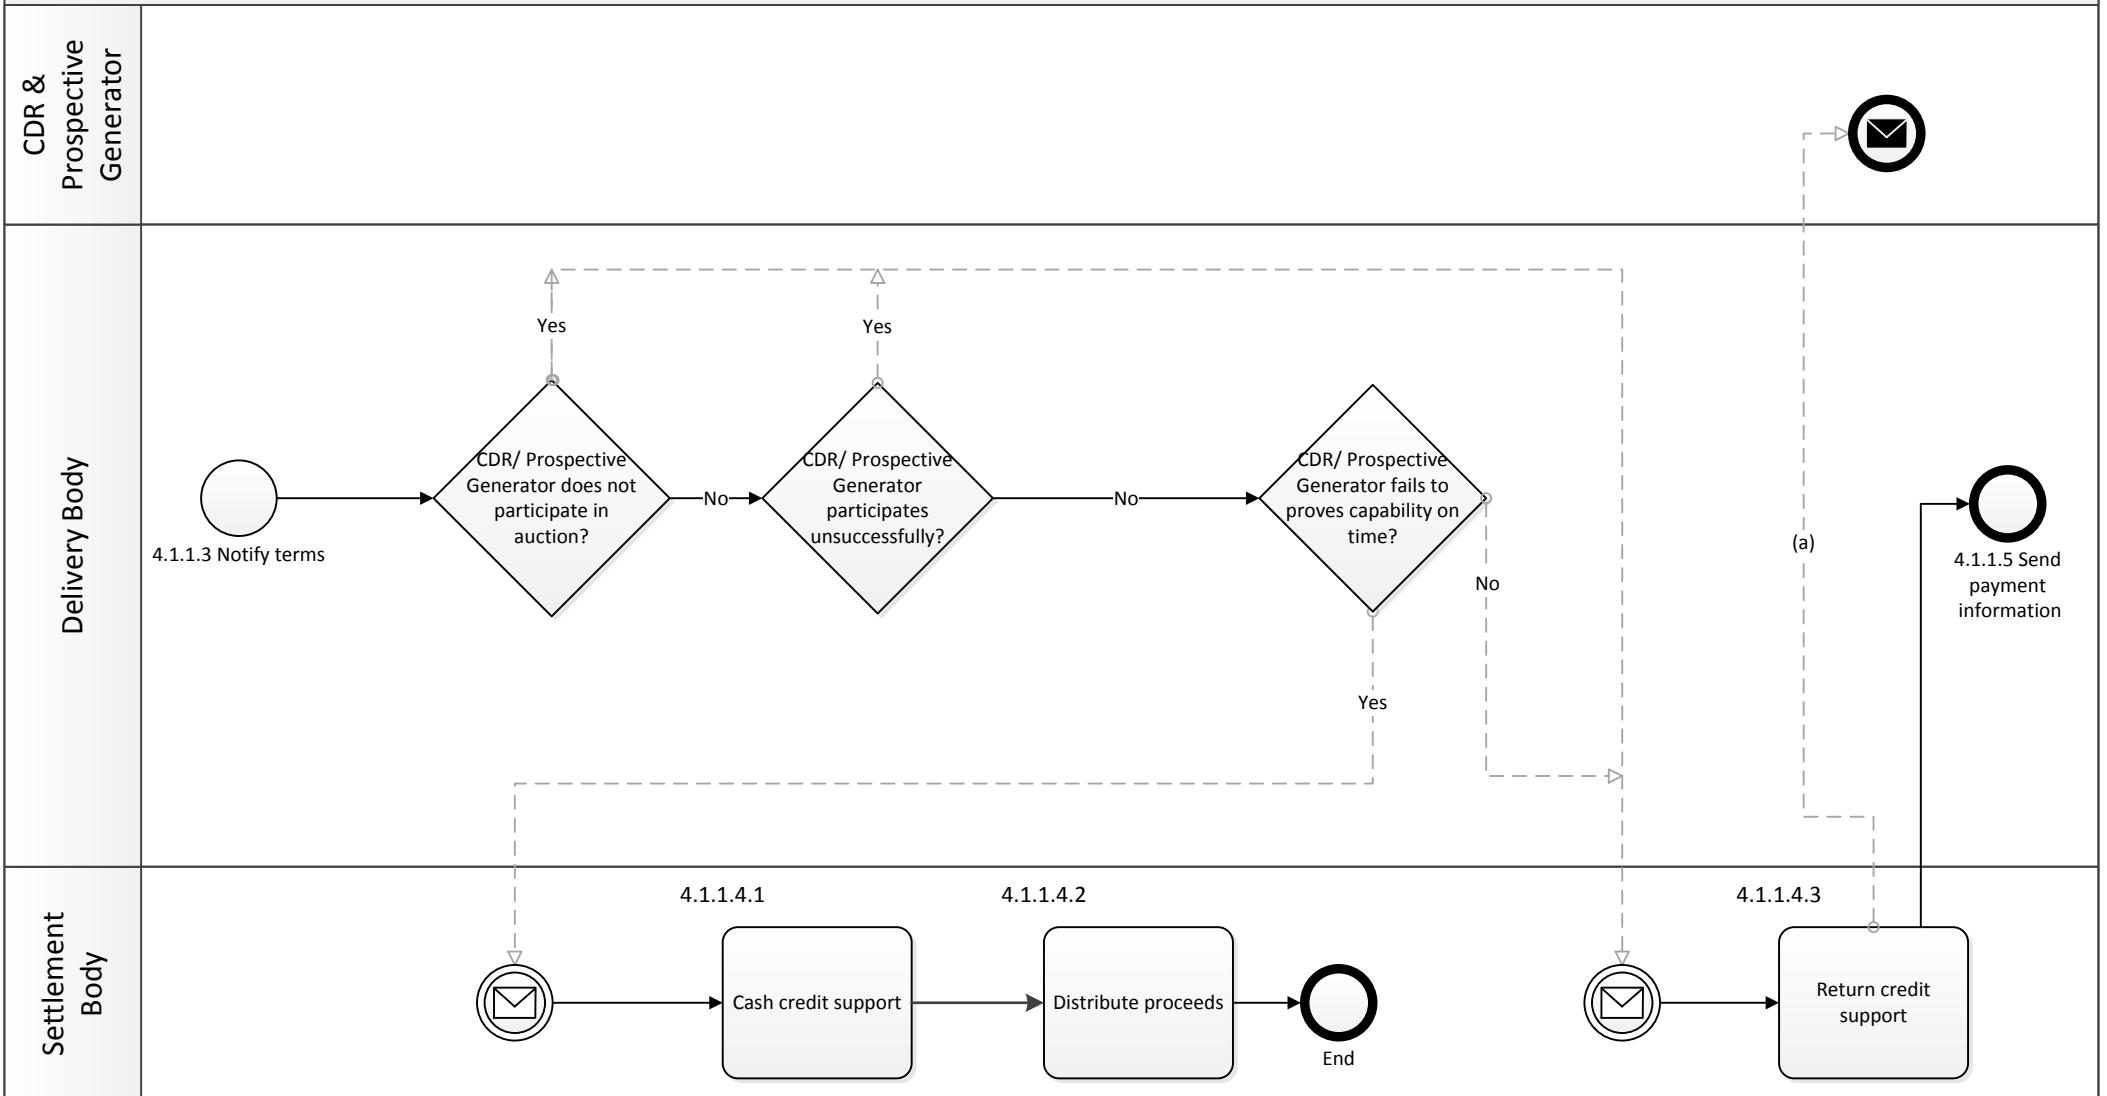 CDR &
Prospective
Generator
Yes
Yes
CDR/ Prospective
Generator does not
participate in
auction?
No
CDR/ Prospective
Generator
participates
unsuccessfully?
No
CDR/ Prospective
Generator fails to
proves capability on
time?
No
Yes
(a)
4.1.1.3 Notify terms
4.1.1.5 Send
payment
information
Delivery Body
Settlement
Body
4.1.1.4.1
Cash credit support
4.1.1.4.2
Distribute proceeds
End
4.1.1.4.3
Return credit
support